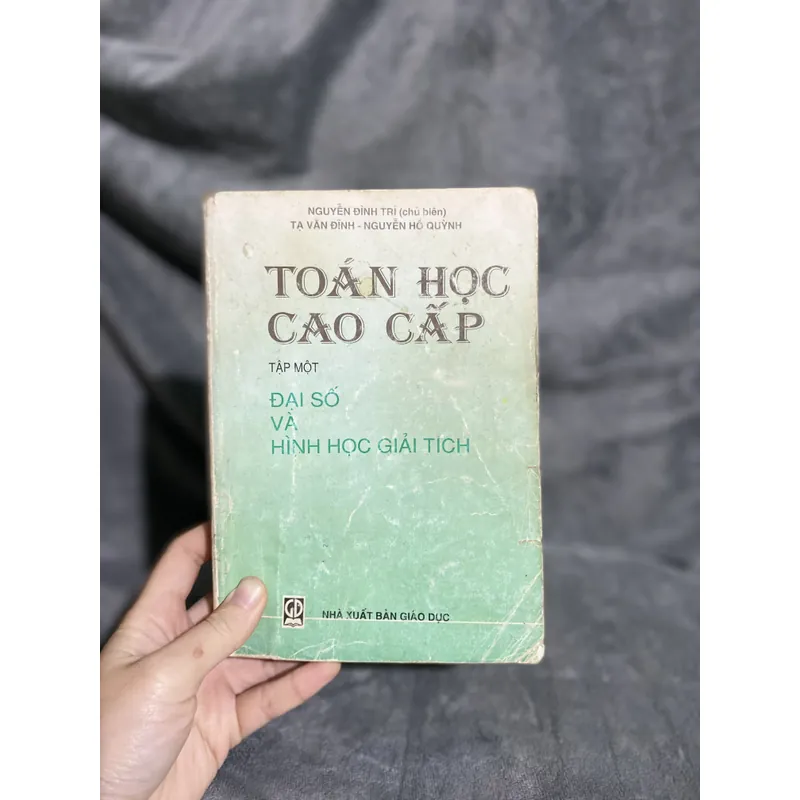 NGUYỄN ĐÌNH TRÍ (chủ biên)
TẠ VĂN ĐĨNH - NGUYỄN HỒ QUỲNH
TOÁN HỌC
CAO CẤP
TẬP MỘT
ĐẠI SỐ
VÀ
HÌNH HỌC GIẢI TÍCH
GD
NHÀ XUẤT BẢN GIÁO DỤC